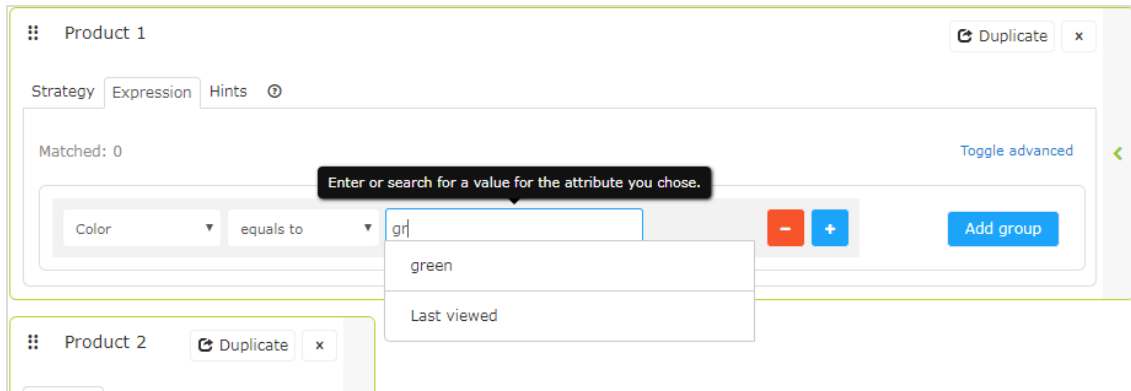 Product 1
Duplicate x
Strategy Expression Hints ?
Matched: 0
Toggle advanced
Enter or search for a value for the attribute you chose.
Color equals to gr - + Add group
green
Last viewed
Product 2 Duplicate x